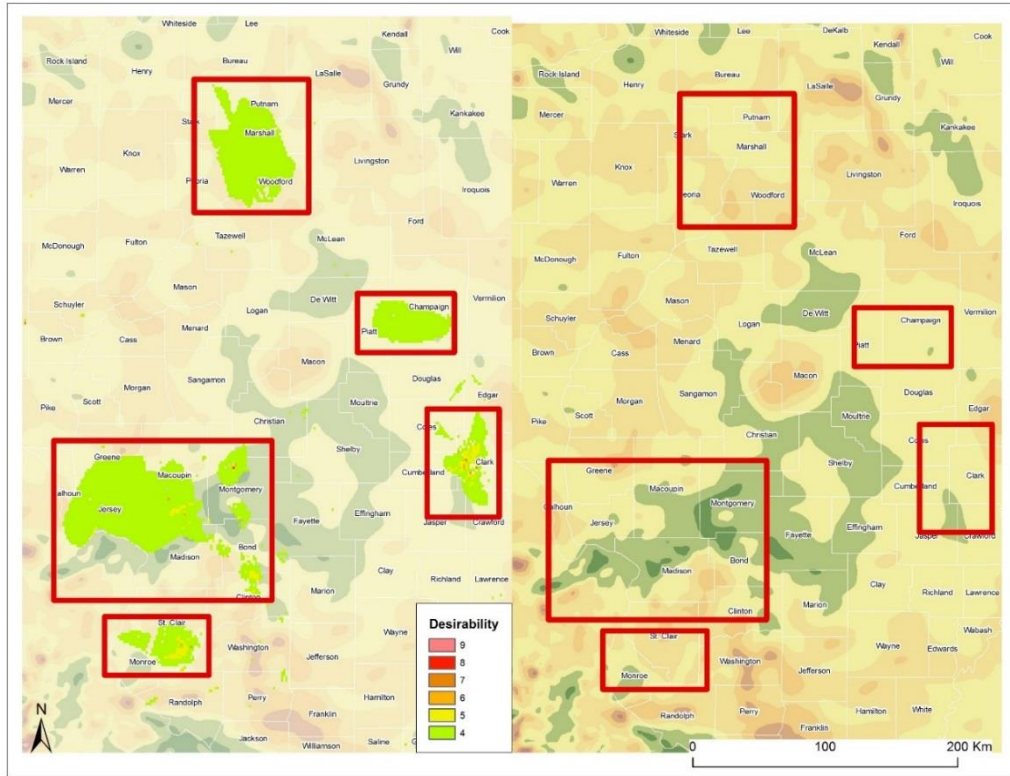 Whiteside Lee Kendall Cook
Rock Island Henry Bureau Will
LaSalle Grundy
Mercer Putnam
Stark Marshall Kankakee
Knox Livingston
Warren Peoria Woodford Iroquois
Ford
McDonough Fulton Tazewell McLean
Mason De Witt
Schuyler Logan Champaign Vermilion
Brown Cass Menard Piatt
Macon
Morgan Sangamon Douglas Edgar
Pike Scott Moultrie
Christian Coles
Greene Macoupin Shelby Clark
Montgomery Cumberland
alhoun Jersey Effingham
Fayette Jasper Crawford
Madison Bond
Clay
Marion Richland Lawrence
Clinton
St. Clair Wayne
Washington Jefferson
Monroe
Randolph Perry Hamilton
Franklin
Jackson Williamson Saline
N
Desirability
9
8
7
6
5
4
Whiteside Lee DeKalb Cook
Rock Island Henry Bureau Kendall Will
LaSalle Grundy
Mercer Putnam
Stark Marshall Kankakee
Knox Livingston
Warren eoria Woodford Iroquois
Ford
McDonough Fulton Tazewell McLean
Mason De Witt
Schuyler Logan Champaign Vermilion
Brown Cass Menard Piatt
Macon
Morgan Sangamon Douglas Edgar
Pike Scott Moultrie
Christian Coles
Greene Macoupin Shelby Clark
Montgomery Cumberland
Calhoun Jersey Effingham
Fayette Jasper Crawford
Madison Bond
Clay
Clinton Marion Richland Lawrence
St. Clair Wayne Wabash
Washington Jefferson Edwards
Monroe
Randolph Perry Hamilton White
Franklin
0 100 200 Km